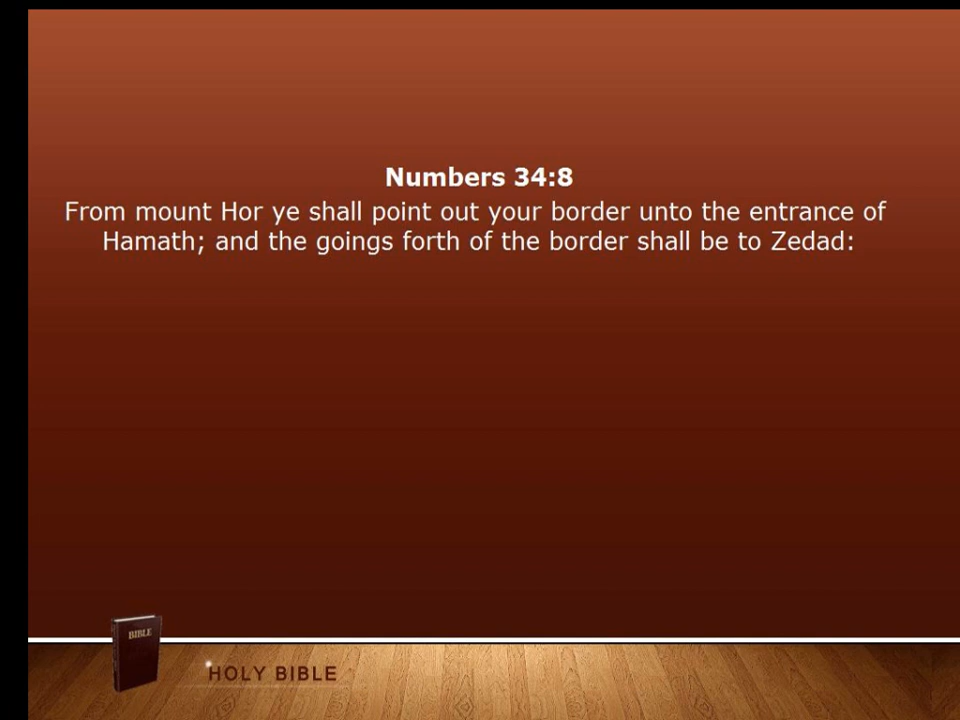 Numbers 34:8
From mount Hor ye shall point out your border unto the entrance of
Hamath; and the goings forth of the border shall be to Zedad:
BIBLE
HOLY BIBLE